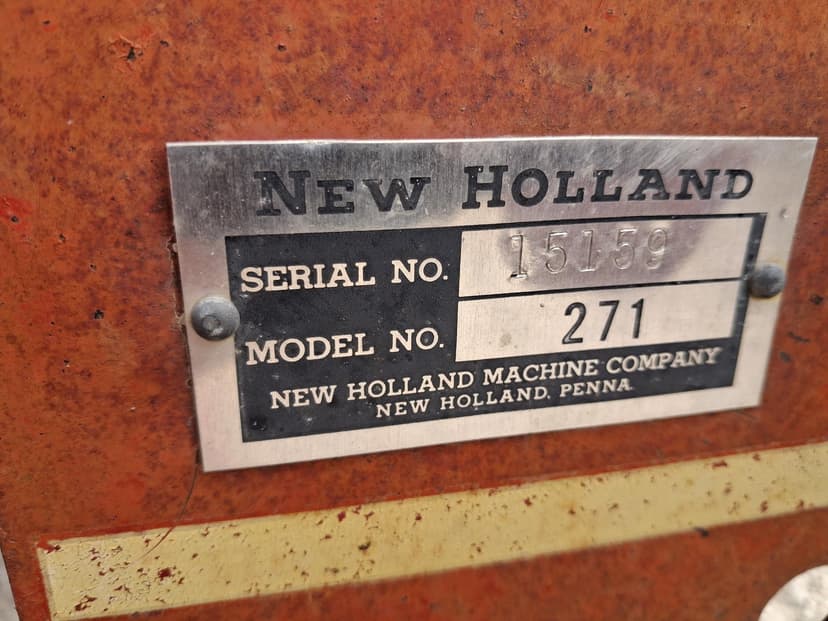 NEW HOLLAND
SERIAL NO. 15159
MODEL NO. 271
NEW HOLLAND MACHINE COMPANY
NEW HOLLAND, PENNA.